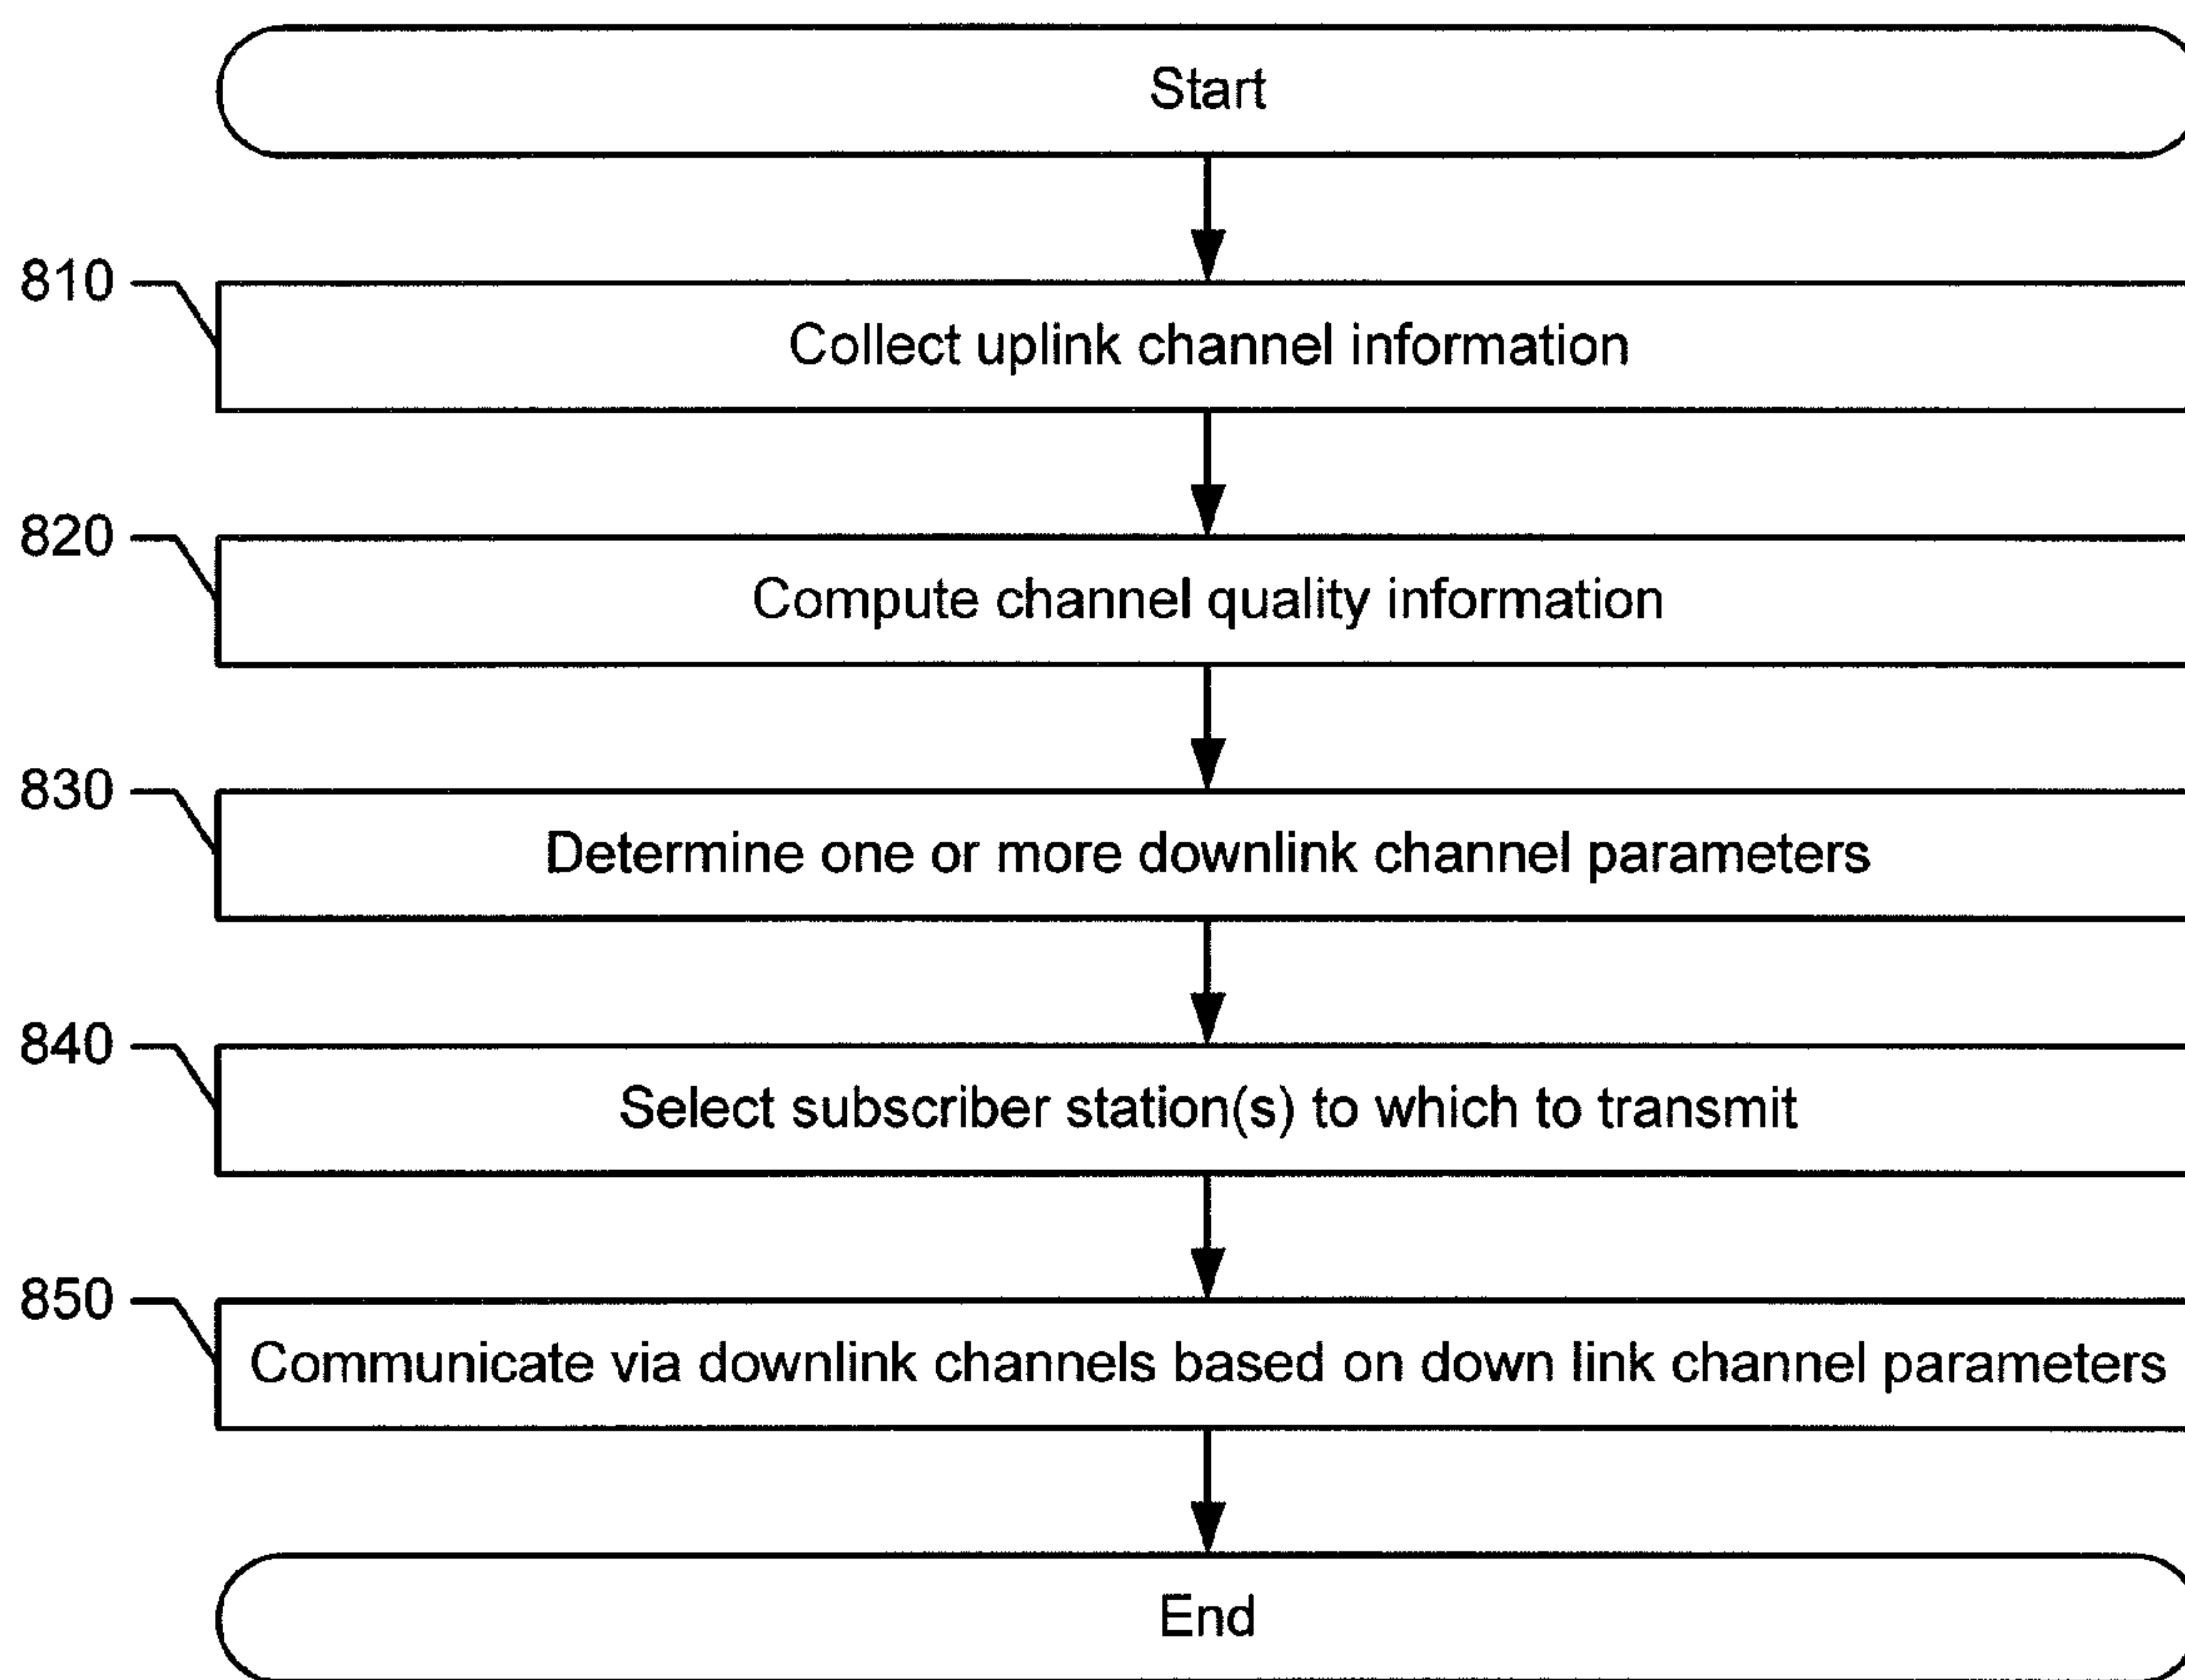 Start
810
Collect uplink channel information
820
Compute channel quality information
830
Determine one or more downlink channel parameters
840
Select subscriber station(s) to which to transmit
850
Communicate via downlink channels based on down link channel parameters
End